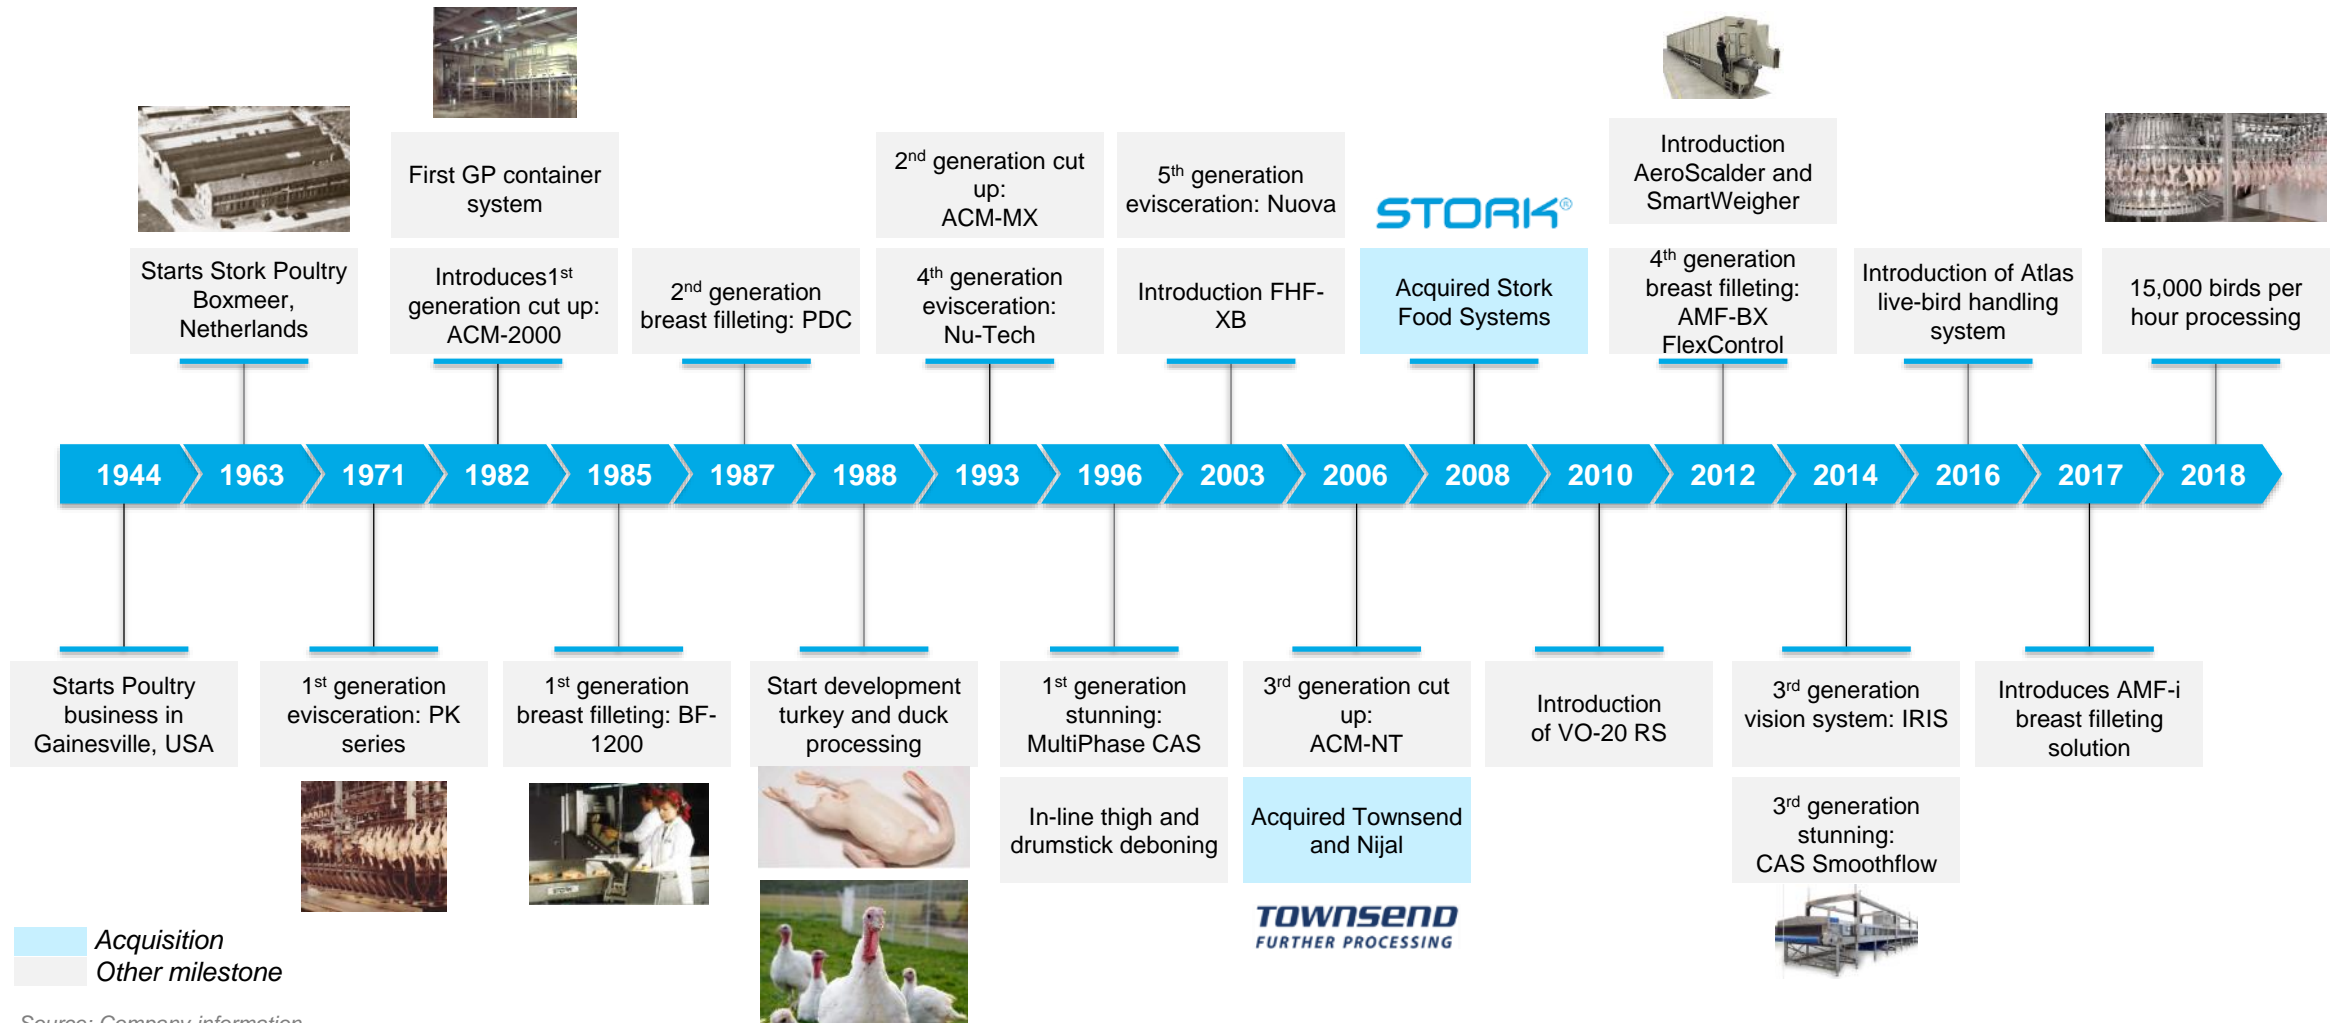 First GP container
system
2nd generation cut
up:
ACM-MX
5th generation
evisceration: Nuova
STORK®
Introduction
AeroScalder and
SmartWeigher
Starts Stork Poultry
Boxmeer,
Netherlands
Introduces1st
generation cut up:
ACM-2000
2nd generation
breast filleting: PDC
4th generation
evisceration:
Nu-Tech
Introduction FHF-
XB
Acquired Stork
Food Systems
4th generation
breast filleting:
AMF-BX
FlexControl
Introduction of Atlas
live-bird handling
system
15,000 birds per
hour processing
1944
1963
1971
1982
1985
1987
1988
1993
1996
2003
2006
2008
2010
2012
2014
2016
2017
2018
Starts Poultry
business in
Gainesville, USA
1st generation
evisceration: PK
series
1st generation
breast filleting: BF-
1200
Start development
turkey and duck
processing
1st generation
stunning:
MultiPhase CAS
3rd generation cut
up:
ACM-NT
Introduction
of VO-20 RS
3rd generation
vision system: IRIS
Introduces AMF-i
breast filleting
solution
In-line thigh and
drumstick deboning
Acquired Townsend
and Nijal
3rd generation
stunning:
CAS Smoothflow
TOWNSEND
FURTHER PROCESSING
Acquisition
Other milestone
Source: Company information